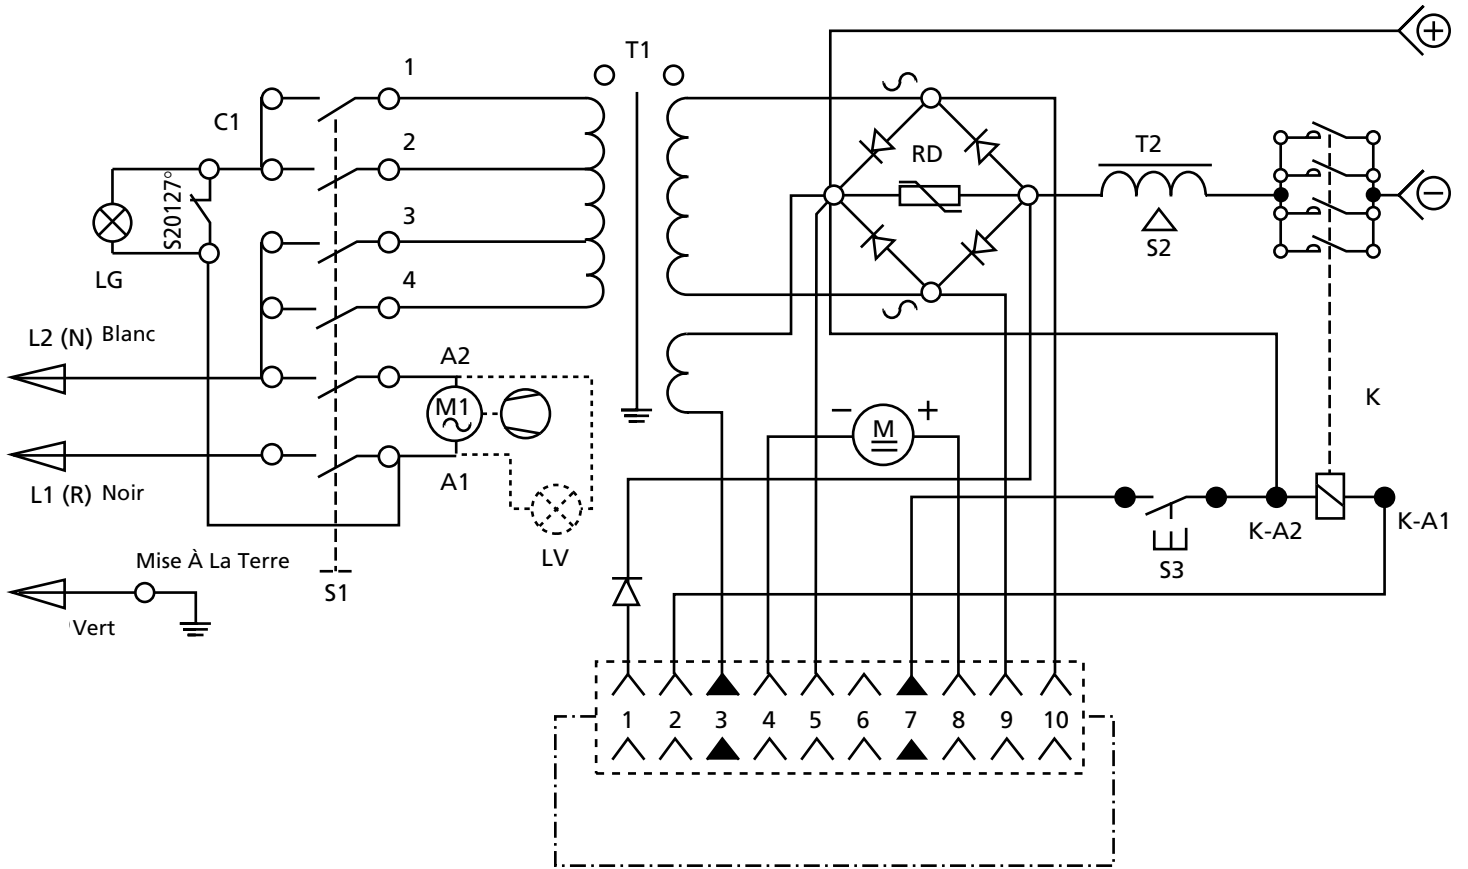 T1
1
C1
2
RD
T2
S20127°
3
S2
LG
4
L2 (N) Blanc
A2
M1
− M +
K
L1 (R) Noir
A1
K-A2
K-A1
LV
S3
Mise À La Terre
S1
Vert
1 2 3 4 5 6 7 8 9 10